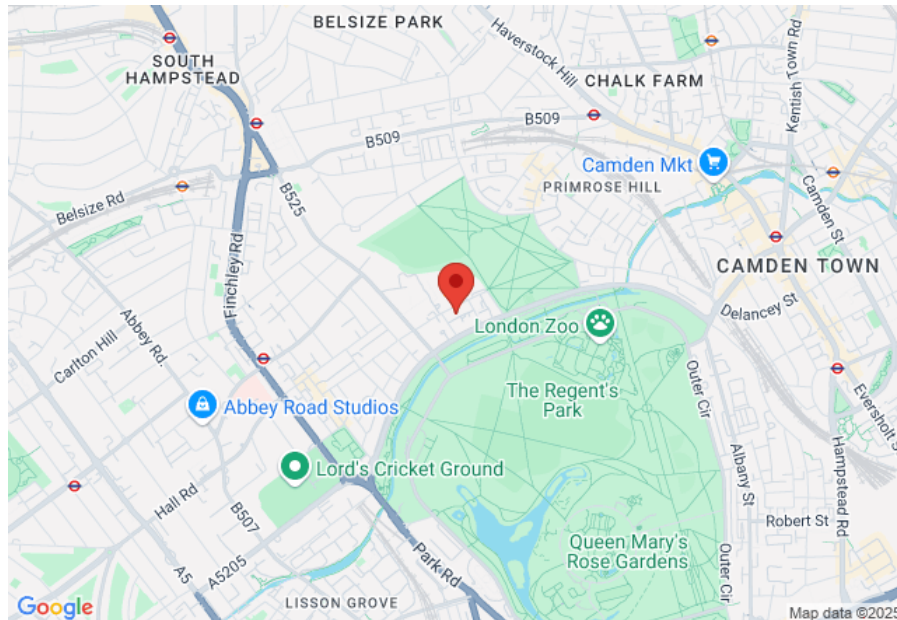 BELSIZE PARK
Haverstock Hill
SOUTH
HAMPSTEAD
CHALK FARM
Kentish Town Rd
B509
B509
Camden Mkt
PRIMROSE HILL
B525
Belsize Rd
Camden St
Finchley Rd
CAMDEN TOWN
Delancey St
London Zoo
Abbey Rd.
Carlton Hill
The Regent's
Park
Outer Cir
Abbey Road Studios
Eversholt S
Lord's Cricket Ground
Albany St
Hampstead Rd
Hall Rd
B507
Robert St
Queen Mary's
Rose Gardens
Park Rd
Outer Cir
A5205
A5
LISSON GROVE
Google
Map data ©2025